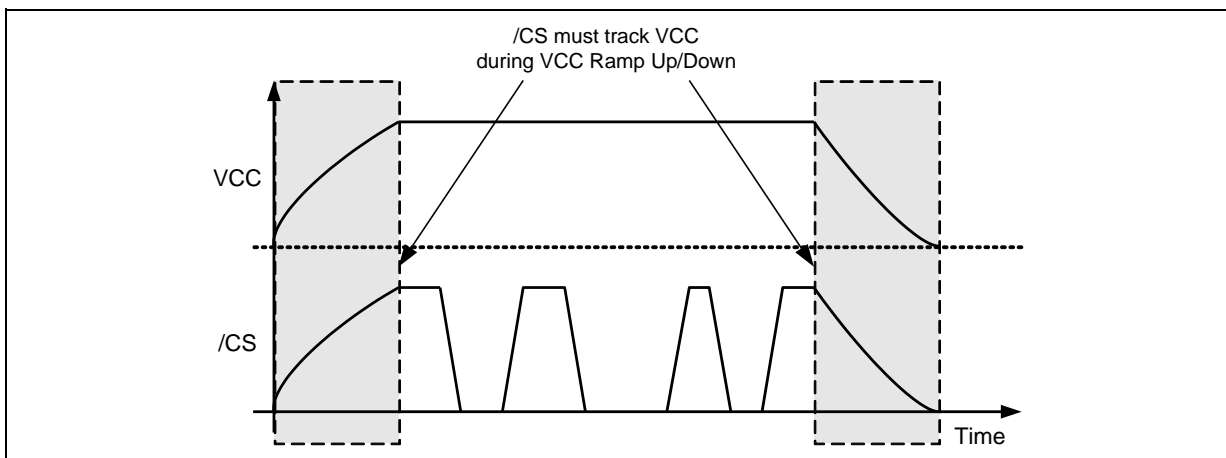 /CS must track VCC
during VCC Ramp Up/Down
VCC
/CS
Time